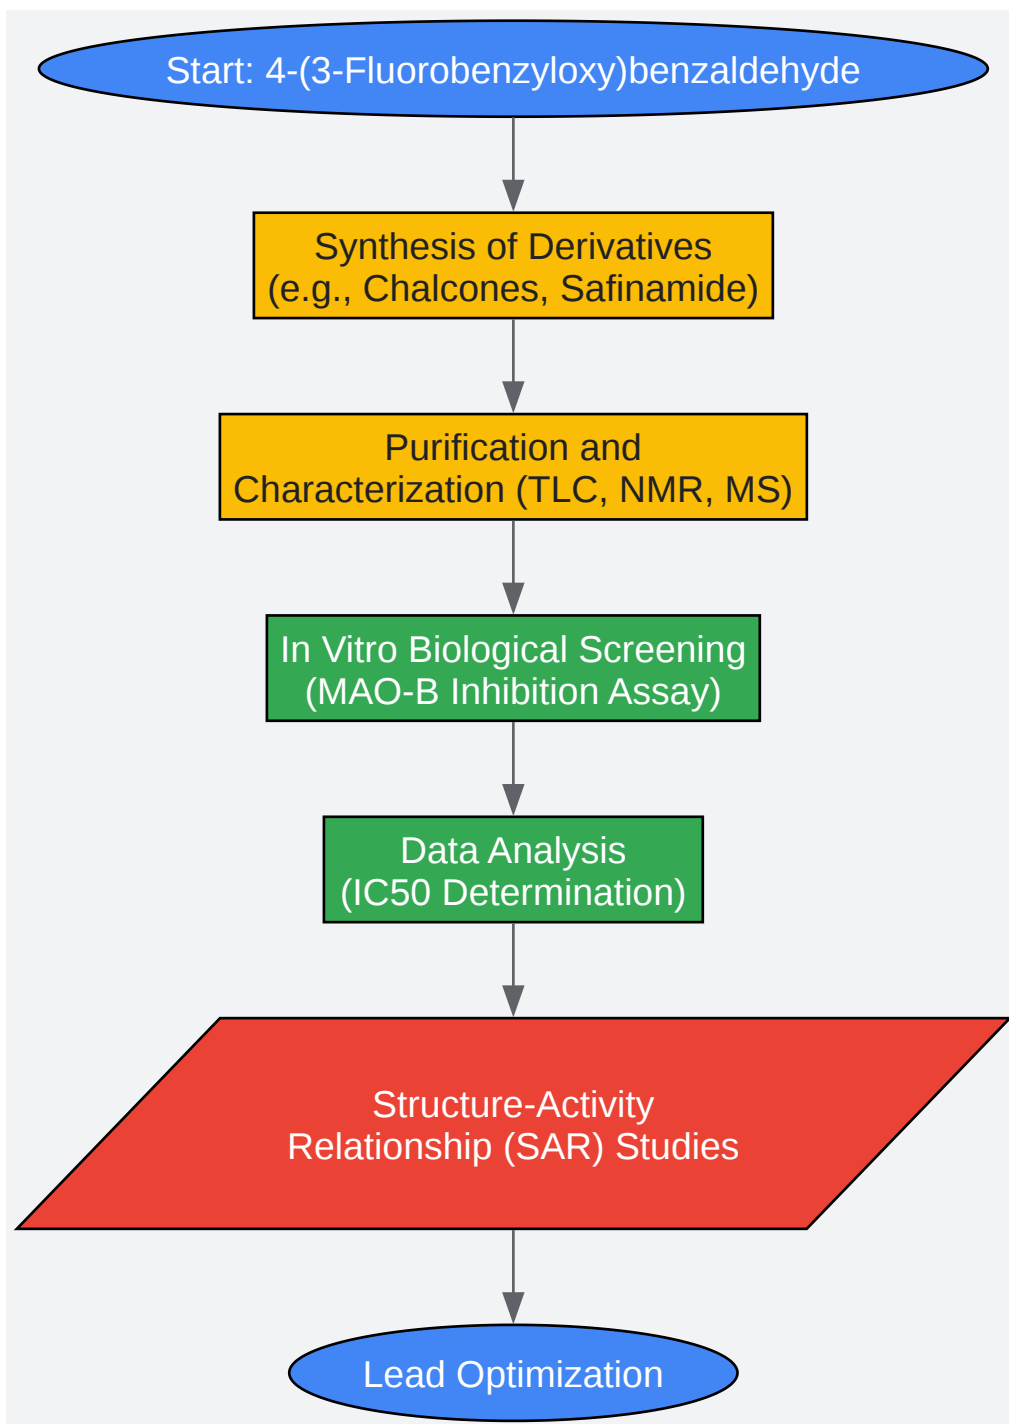 Start: 4-(3-Fluorobenzyloxy)benzaldehyde
Synthesis of Derivatives
(e.g., Chalcones, Safinamide)
Purification and
Characterization (TLC, NMR, MS)
In Vitro Biological Screening
(MAO-B Inhibition Assay)
Data Analysis
(IC50 Determination)
Structure-Activity
Relationship (SAR) Studies
Lead Optimization